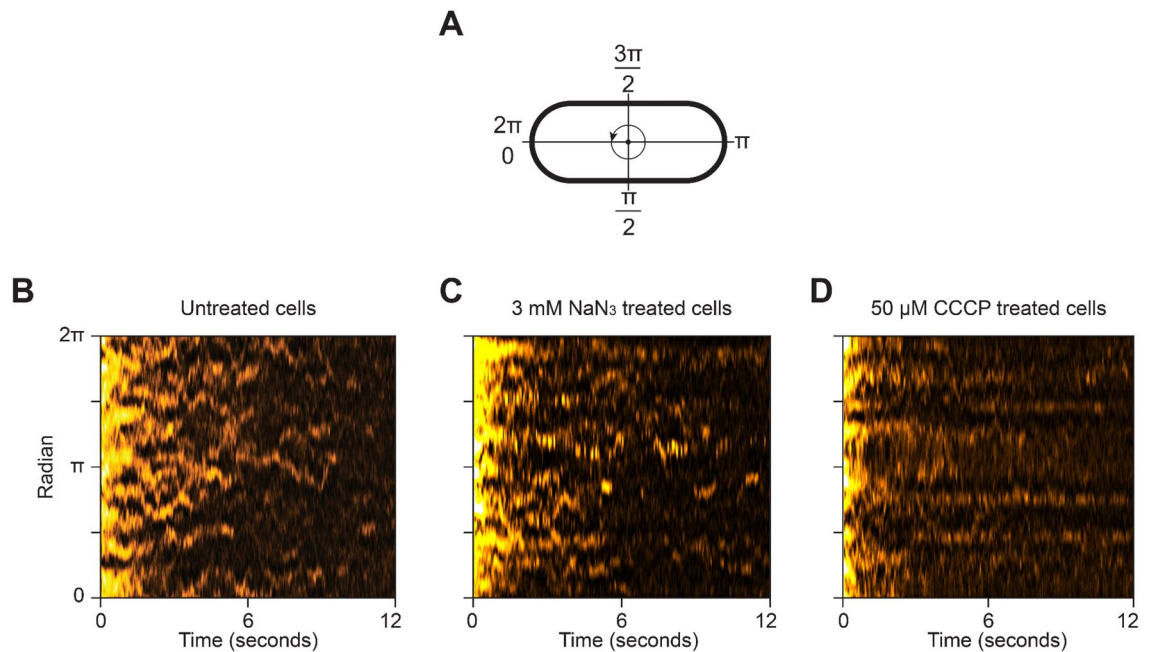 A
3π
2
2π
0
π
π
2
B
Untreated cells
C
3 mM NaN₃ treated cells
D
50 µM CCCP treated cells
2π
π
0
Radian
0 6 12
Time (seconds)
0 6 12
Time (seconds)
0 6 12
Time (seconds)